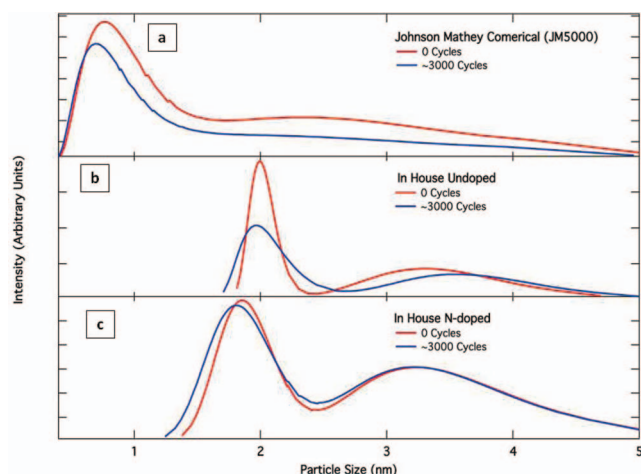 a
Johnson Mathey Comerical (JM5000)
0 Cycles
~3000 Cycles
b
In House Undoped
0 Cycles
~3000 Cycles
Intensity (Arbitrary Units)
c
In House N-doped
0 Cycles
~3000 Cycles
1 2 3 4 5
Particle Size (nm)